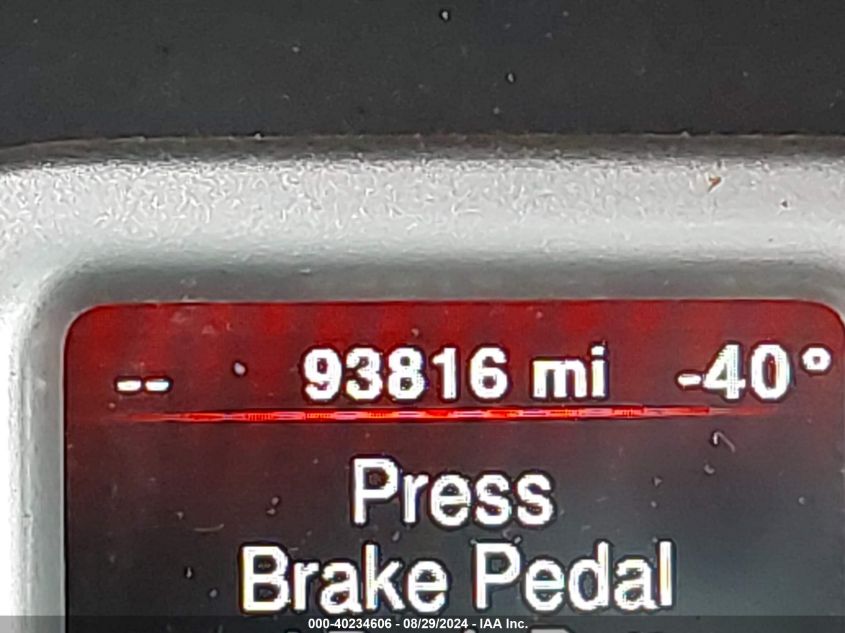 -- 93816 mi -40°
Press
Brake Pedal
000-40234606 - 08/29/2024 - IAA Inc.